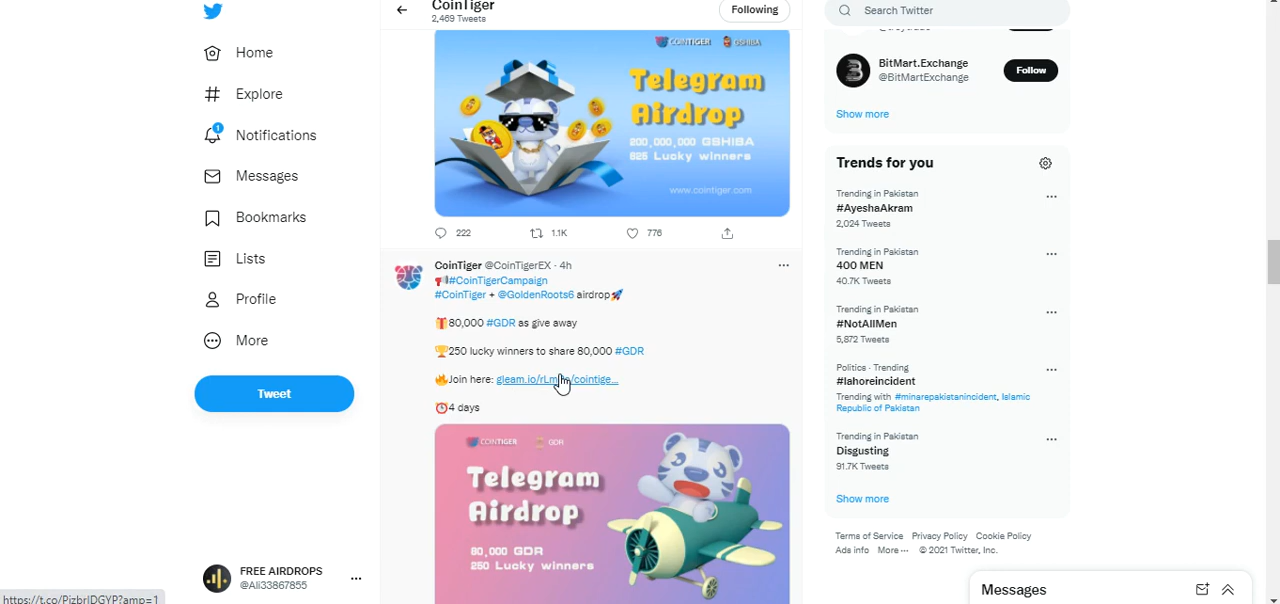 Home
Explore
1
Notifications
Messages
Bookmarks
Lists
Profile
More
Tweet
FREE AIRDROPS
@Ali33867855
https://t.co/PizbrIDGYP?amp=1
CoinTiger
2,469 Tweets
Following
COINTIGER GSHIBA
Telegram
Airdrop
200,000,000 GSHIBA
825 Lucky winners
www.cointiger.com
222 1.1K 776
CoinTiger @CoinTigerEX · 4h
📢#CoinTigerCampaign
#CoinTiger + @GoldenRoots6 airdrop🚀
🎁80,000 #GDR as give away
🏆250 lucky winners to share 80,000 #GDR
🔥Join here:
⏰4 days
COINTIGER GDR
Telegram
Airdrop
80,000 GDR
250 Lucky winners
Search Twitter
BitMart.Exchange
@BitMartExchange
Follow
Show more
Trends for you
Trending in Pakistan
#AyeshaAkram
2,024 Tweets
Trending in Pakistan
400 MEN
40.7K Tweets
Trending in Pakistan
#NotAllMen
5,872 Tweets
Politics · Trending
#lahoreincident
Trending with #minarepakistanincident, Islamic
Republic of Pakistan
Trending in Pakistan
Disgusting
91.7K Tweets
Show more
Terms of Service Privacy Policy Cookie Policy
Ads info More ··· © 2021 Twitter, Inc.
Messages